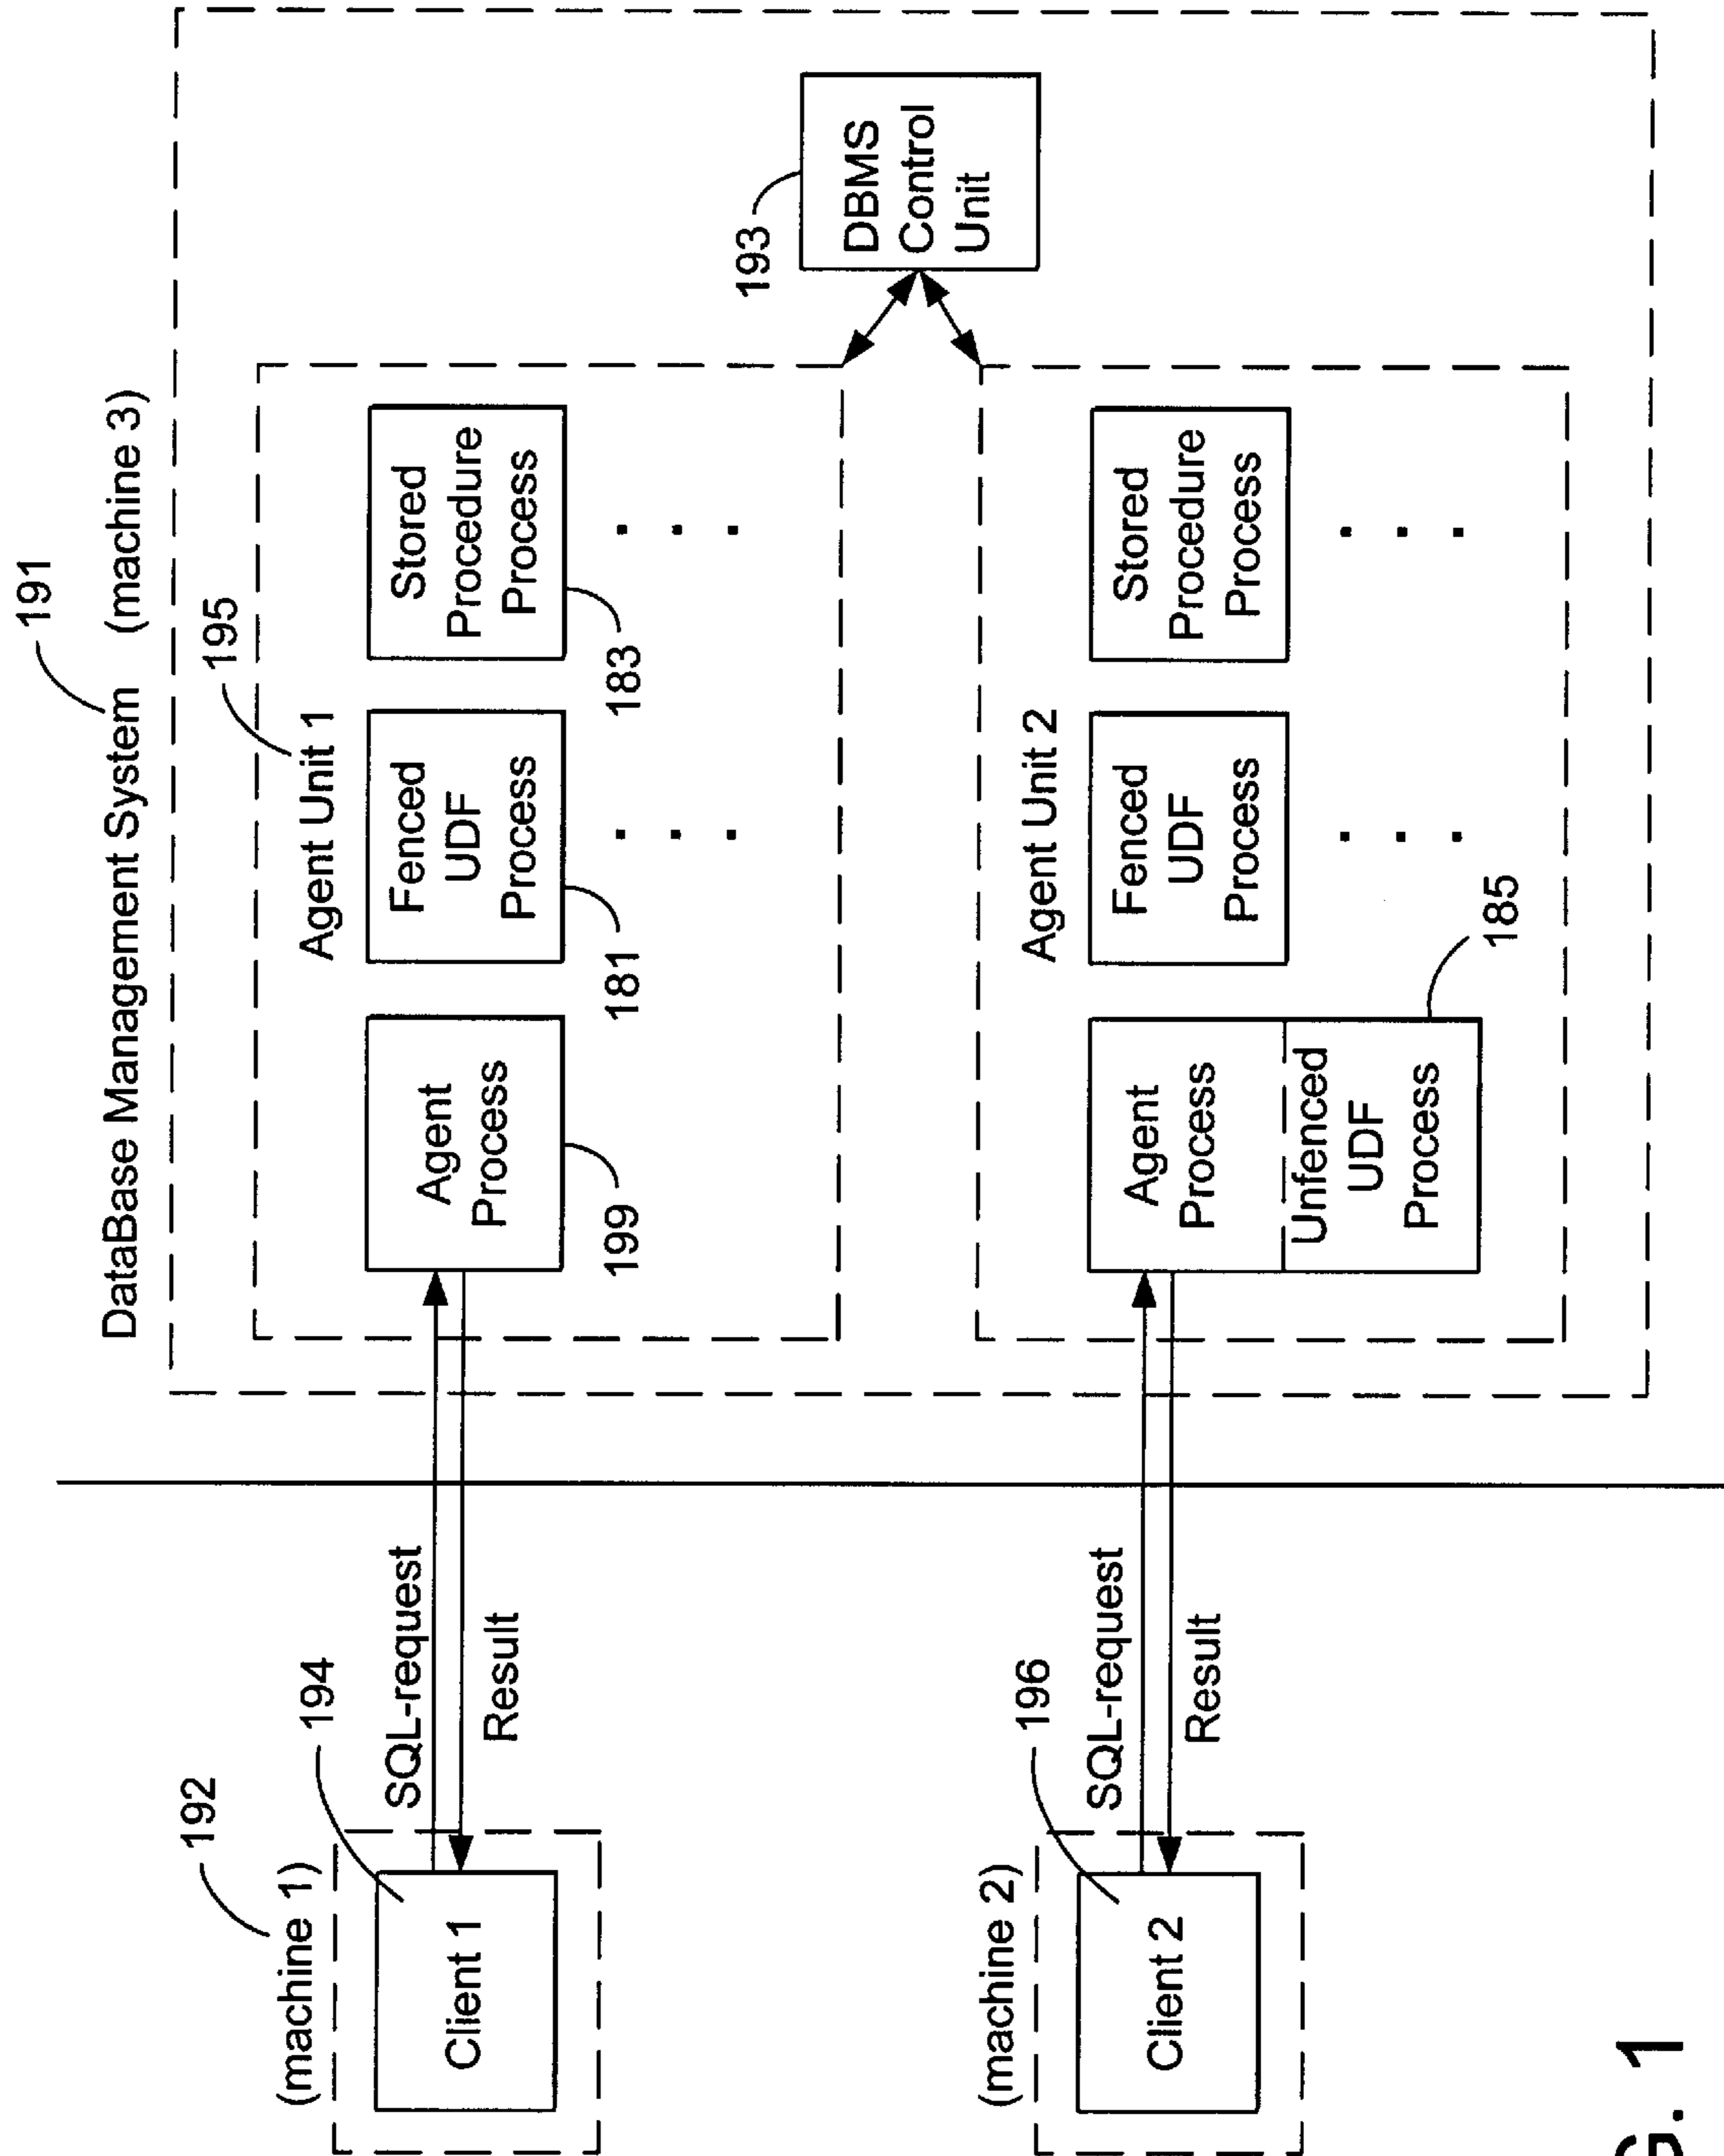 191
DataBase Management System (machine 3)
192
(machine 1)
194
Client 1
SQL-request
Result
195
Agent Unit 1
Agent
Process
199
Fenced
UDF
Process
181
. . .
Stored
Procedure
Process
183
. . .
193
DBMS
Control
Unit
(machine 2)
196
Client 2
SQL-request
Result
Agent Unit 2
Agent
Process
Unfenced
UDF
Process
185
Fenced
UDF
Process
. . .
Stored
Procedure
Process
. . .
G. 1